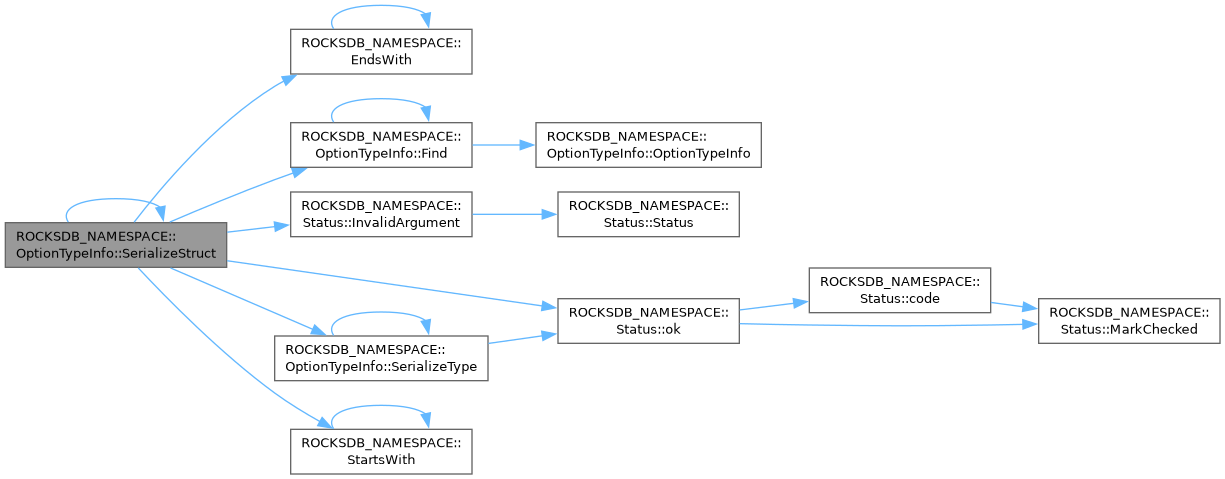 ROCKSDB_NAMESPACE::
OptionTypeInfo::SerializeStruct
ROCKSDB_NAMESPACE::
EndsWith
ROCKSDB_NAMESPACE::
OptionTypeInfo::Find
ROCKSDB_NAMESPACE::
OptionTypeInfo::OptionTypeInfo
ROCKSDB_NAMESPACE::
Status::InvalidArgument
ROCKSDB_NAMESPACE::
Status::Status
ROCKSDB_NAMESPACE::
Status::ok
ROCKSDB_NAMESPACE::
Status::code
ROCKSDB_NAMESPACE::
Status::MarkChecked
ROCKSDB_NAMESPACE::
OptionTypeInfo::SerializeType
ROCKSDB_NAMESPACE::
StartsWith